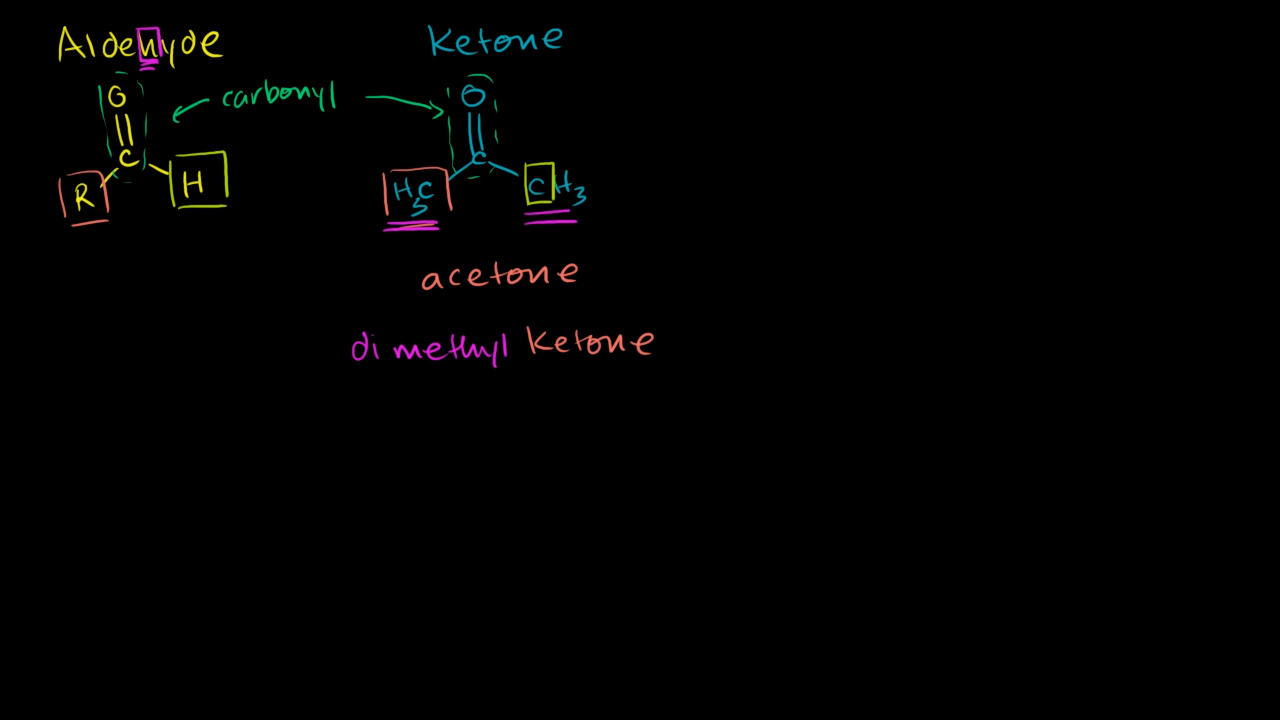 Aldehyde Ketone
O carbonyl O
C C
R H H3C CH3
acetone
dimethyl Ketone